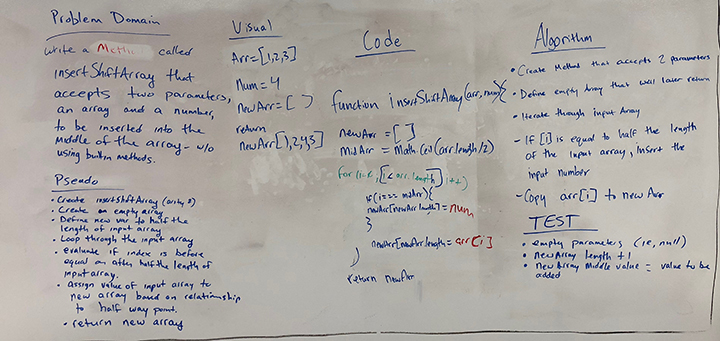 Problem Domain
write a Meth called
insertShiftArray that
accepts two parameters,
an array and a number,
to be inserted into the
Middle of the array - w/o
using builtin methods.
Pseudo
• Create insertShiftArray (array, 2)
• Create an empty array
• Define new var to half the
length of input array
• Loop through the input array
• evaluate if index is before
equal or after half the length of
input array.
• assign value of input array to
new array based on relationship
to half way point.
• return new array
Visual
Arr=[1,2,3]
Num=4
newArr=[ ]
return
newArr[1,2,4,3]
Code
function insertShiftArray(arr,num){
newArr = [ ]
midArr = Math.Ceil(arr.length/2)
for(i=0, i<arr.length, i++)
if(i === midArr){
newArr[newArr.length] = num
}
newArr[newArr.length = arr[i]
}
return newArr
Algorithm
• Create Method that accepts 2 parameters
• Define empty Array that will later return
• Iterate through input Array
- If [i] is equal to half the length
of the input array, insert the
input number
- Copy arr[i] to new Arr
TEST
• empty parameters (ie, null)
• newArray length +1
• new Array Middle value = value to be
added